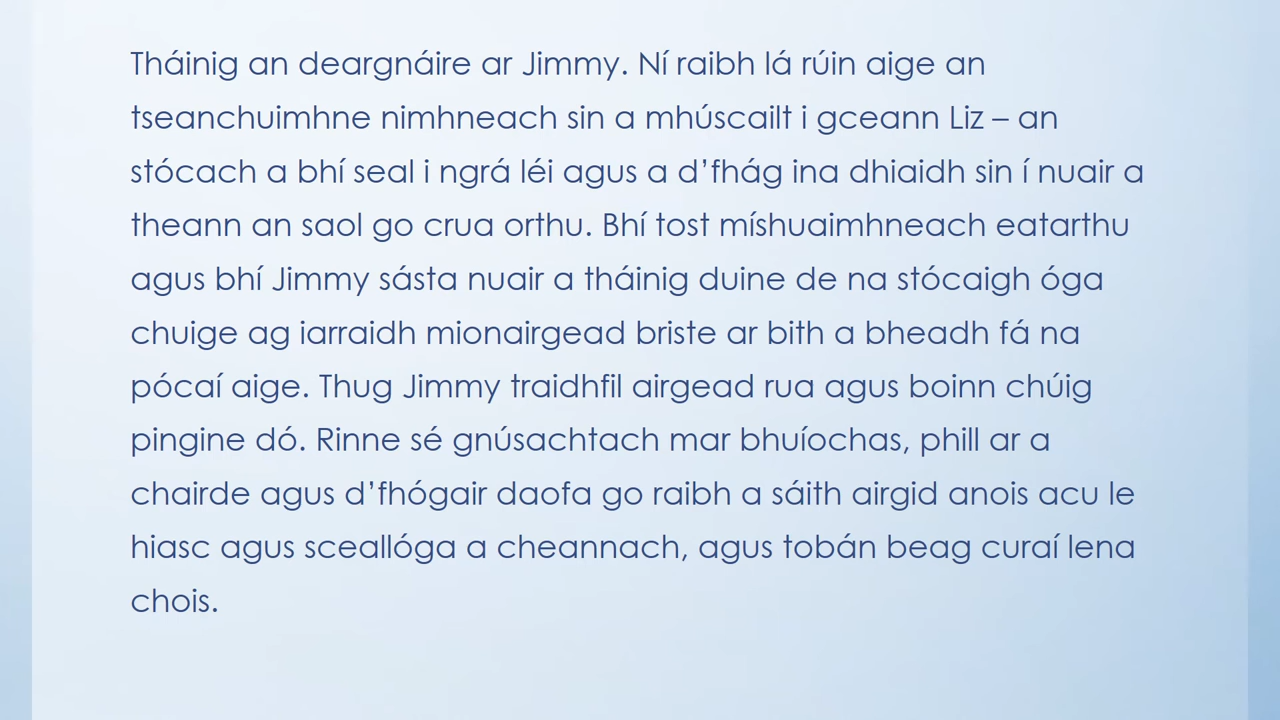 Tháinig an deargnáire ar Jimmy. Ní raibh lá rúin aige an
tseanchuimhne nimhneach sin a mhúscailt i gceann Liz – an
stócach a bhí seal i ngrá léi agus a d’fhág ina dhiaidh sin í nuair a
theann an saol go crua orthu. Bhí tost míshuaimhneach eatarthu
agus bhí Jimmy sásta nuair a tháinig duine de na stócaigh óga
chuige ag iarraidh mionairgead briste ar bith a bheadh fá na
pócaí aige. Thug Jimmy traidhfil airgead rua agus boinn chúig
pingine dó. Rinne sé gnúsachtach mar bhuíochas, phill ar a
chairde agus d’fhógair daofa go raibh a sáith airgid anois acu le
hiasc agus sceallóga a cheannach, agus tobán beag curaí lena
chois.